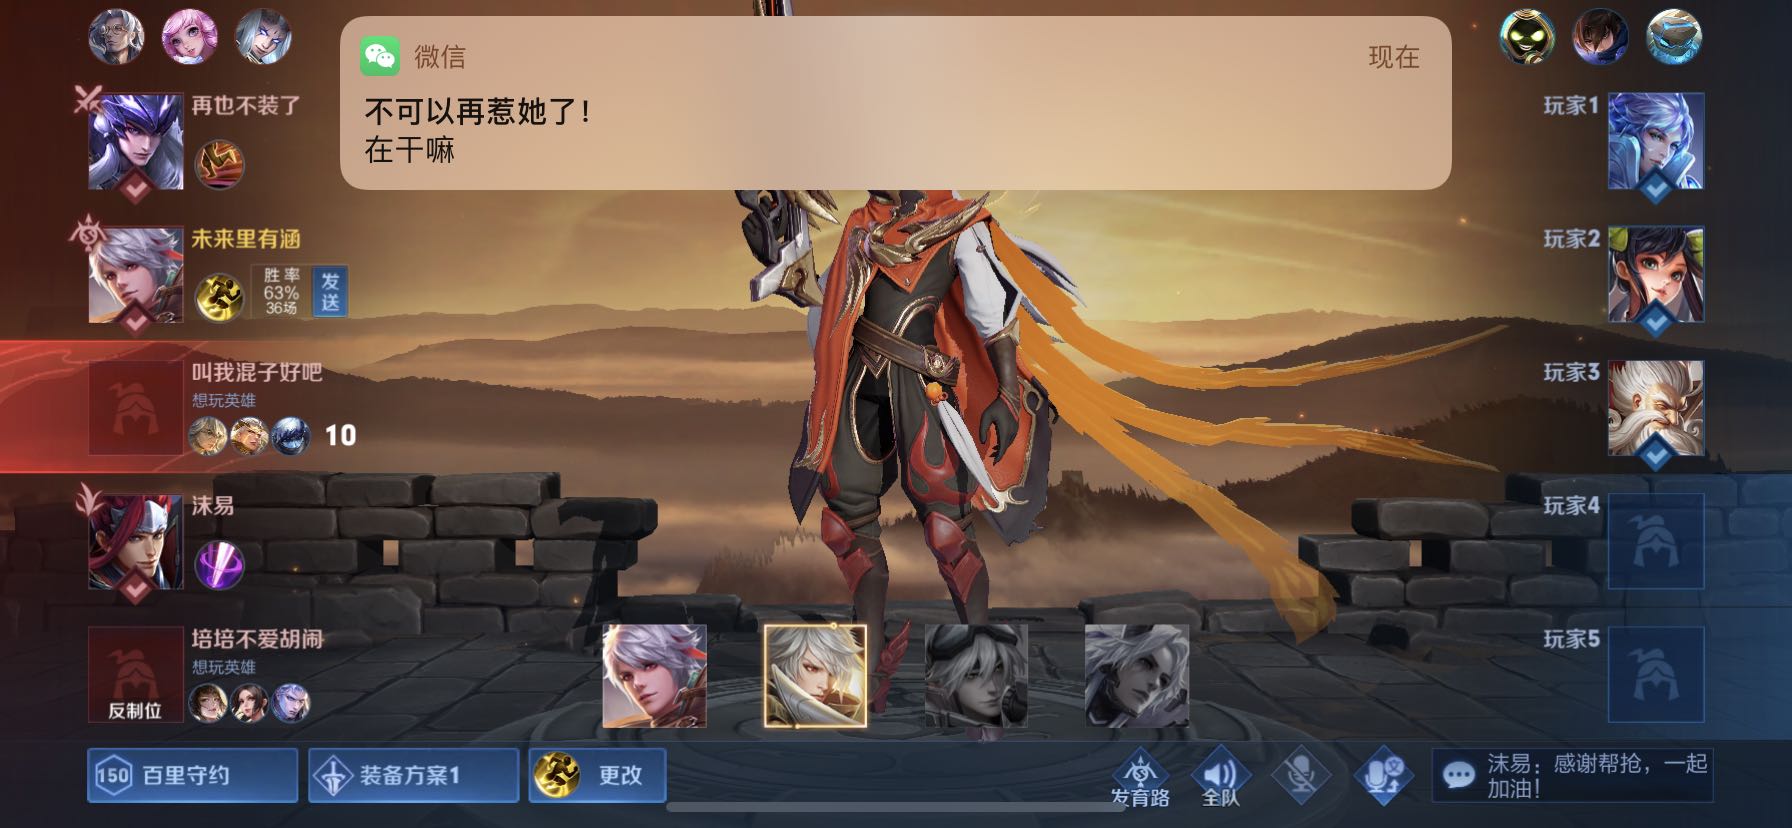 微信
现在
不可以再惹她了！
在干嘛
再也不装了
未来里有涵
胜率
63%
36场
发送
叫我混子好吧
想玩英雄
10
沫易
培培不爱胡闹
想玩英雄
反制位
玩家1
玩家2
玩家3
玩家4
玩家5
150 百里守约
装备方案1
更改
发育路
全队
沫易：感谢帮抢，一起
加油！